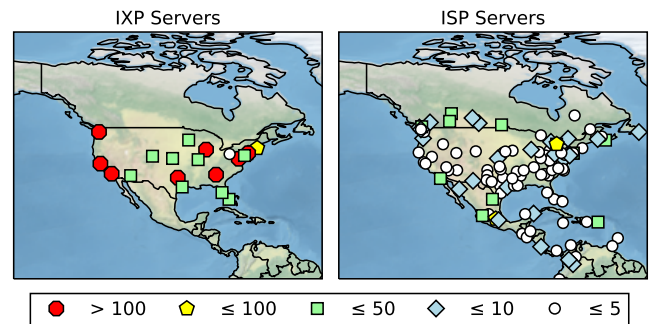 IXP Servers
ISP Servers
> 100 ≤ 100 ≤ 50 ≤ 10 ≤ 5